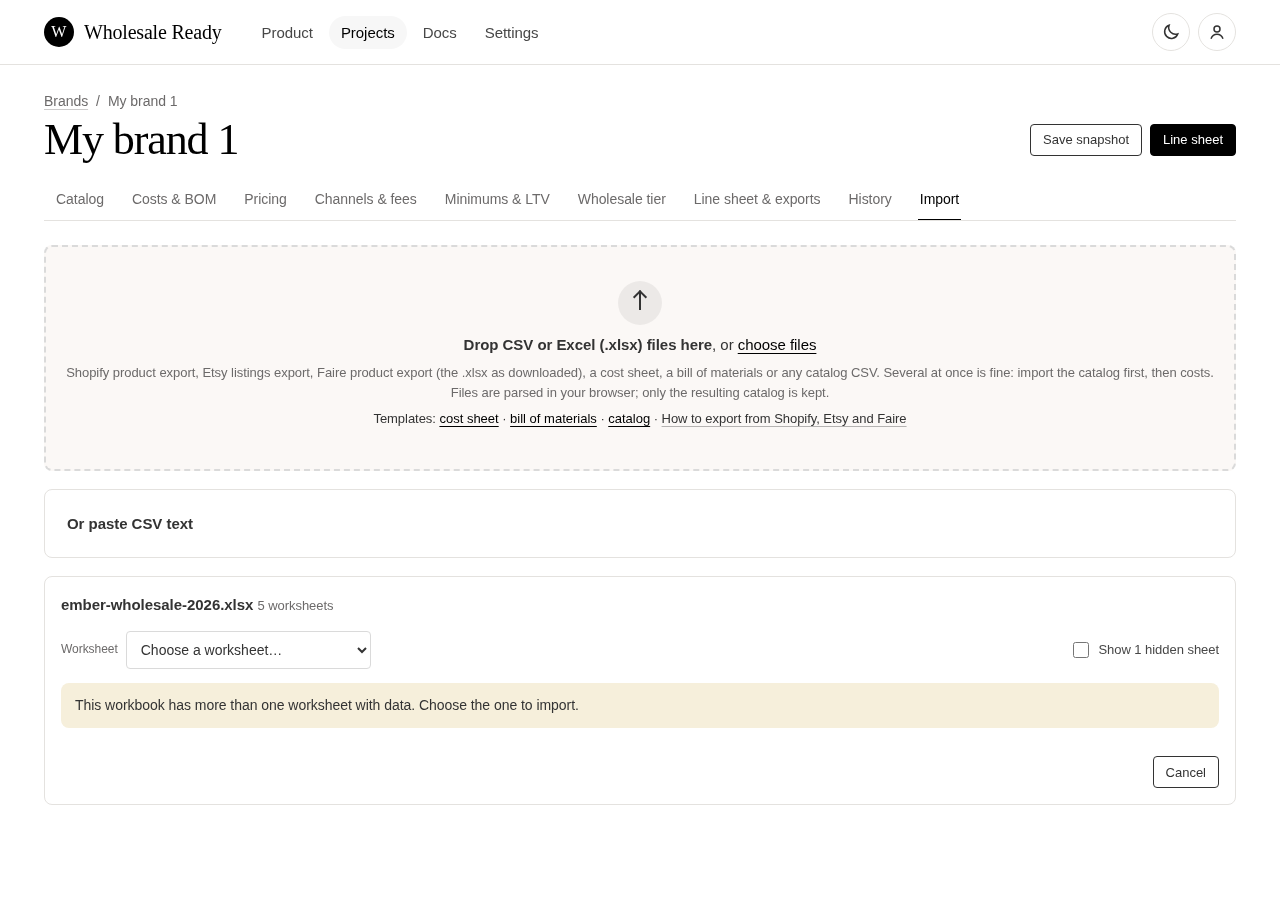 W Wholesale Ready Product Projects Docs Settings
Brands / My brand 1
My brand 1
Save snapshot Line sheet
Catalog Costs & BOM Pricing Channels & fees Minimums & LTV Wholesale tier Line sheet & exports History Import
Drop CSV or Excel (.xlsx) files here, or choose files
Shopify product export, Etsy listings export, Faire product export (the .xlsx as downloaded), a cost sheet, a bill of materials or any catalog CSV. Several at once is fine: import the catalog first, then costs.
Files are parsed in your browser; only the resulting catalog is kept.
Templates: cost sheet · bill of materials · catalog · How to export from Shopify, Etsy and Faire
Or paste CSV text
ember-wholesale-2026.xlsx 5 worksheets
Worksheet Choose a worksheet… Show 1 hidden sheet
This workbook has more than one worksheet with data. Choose the one to import.
Cancel